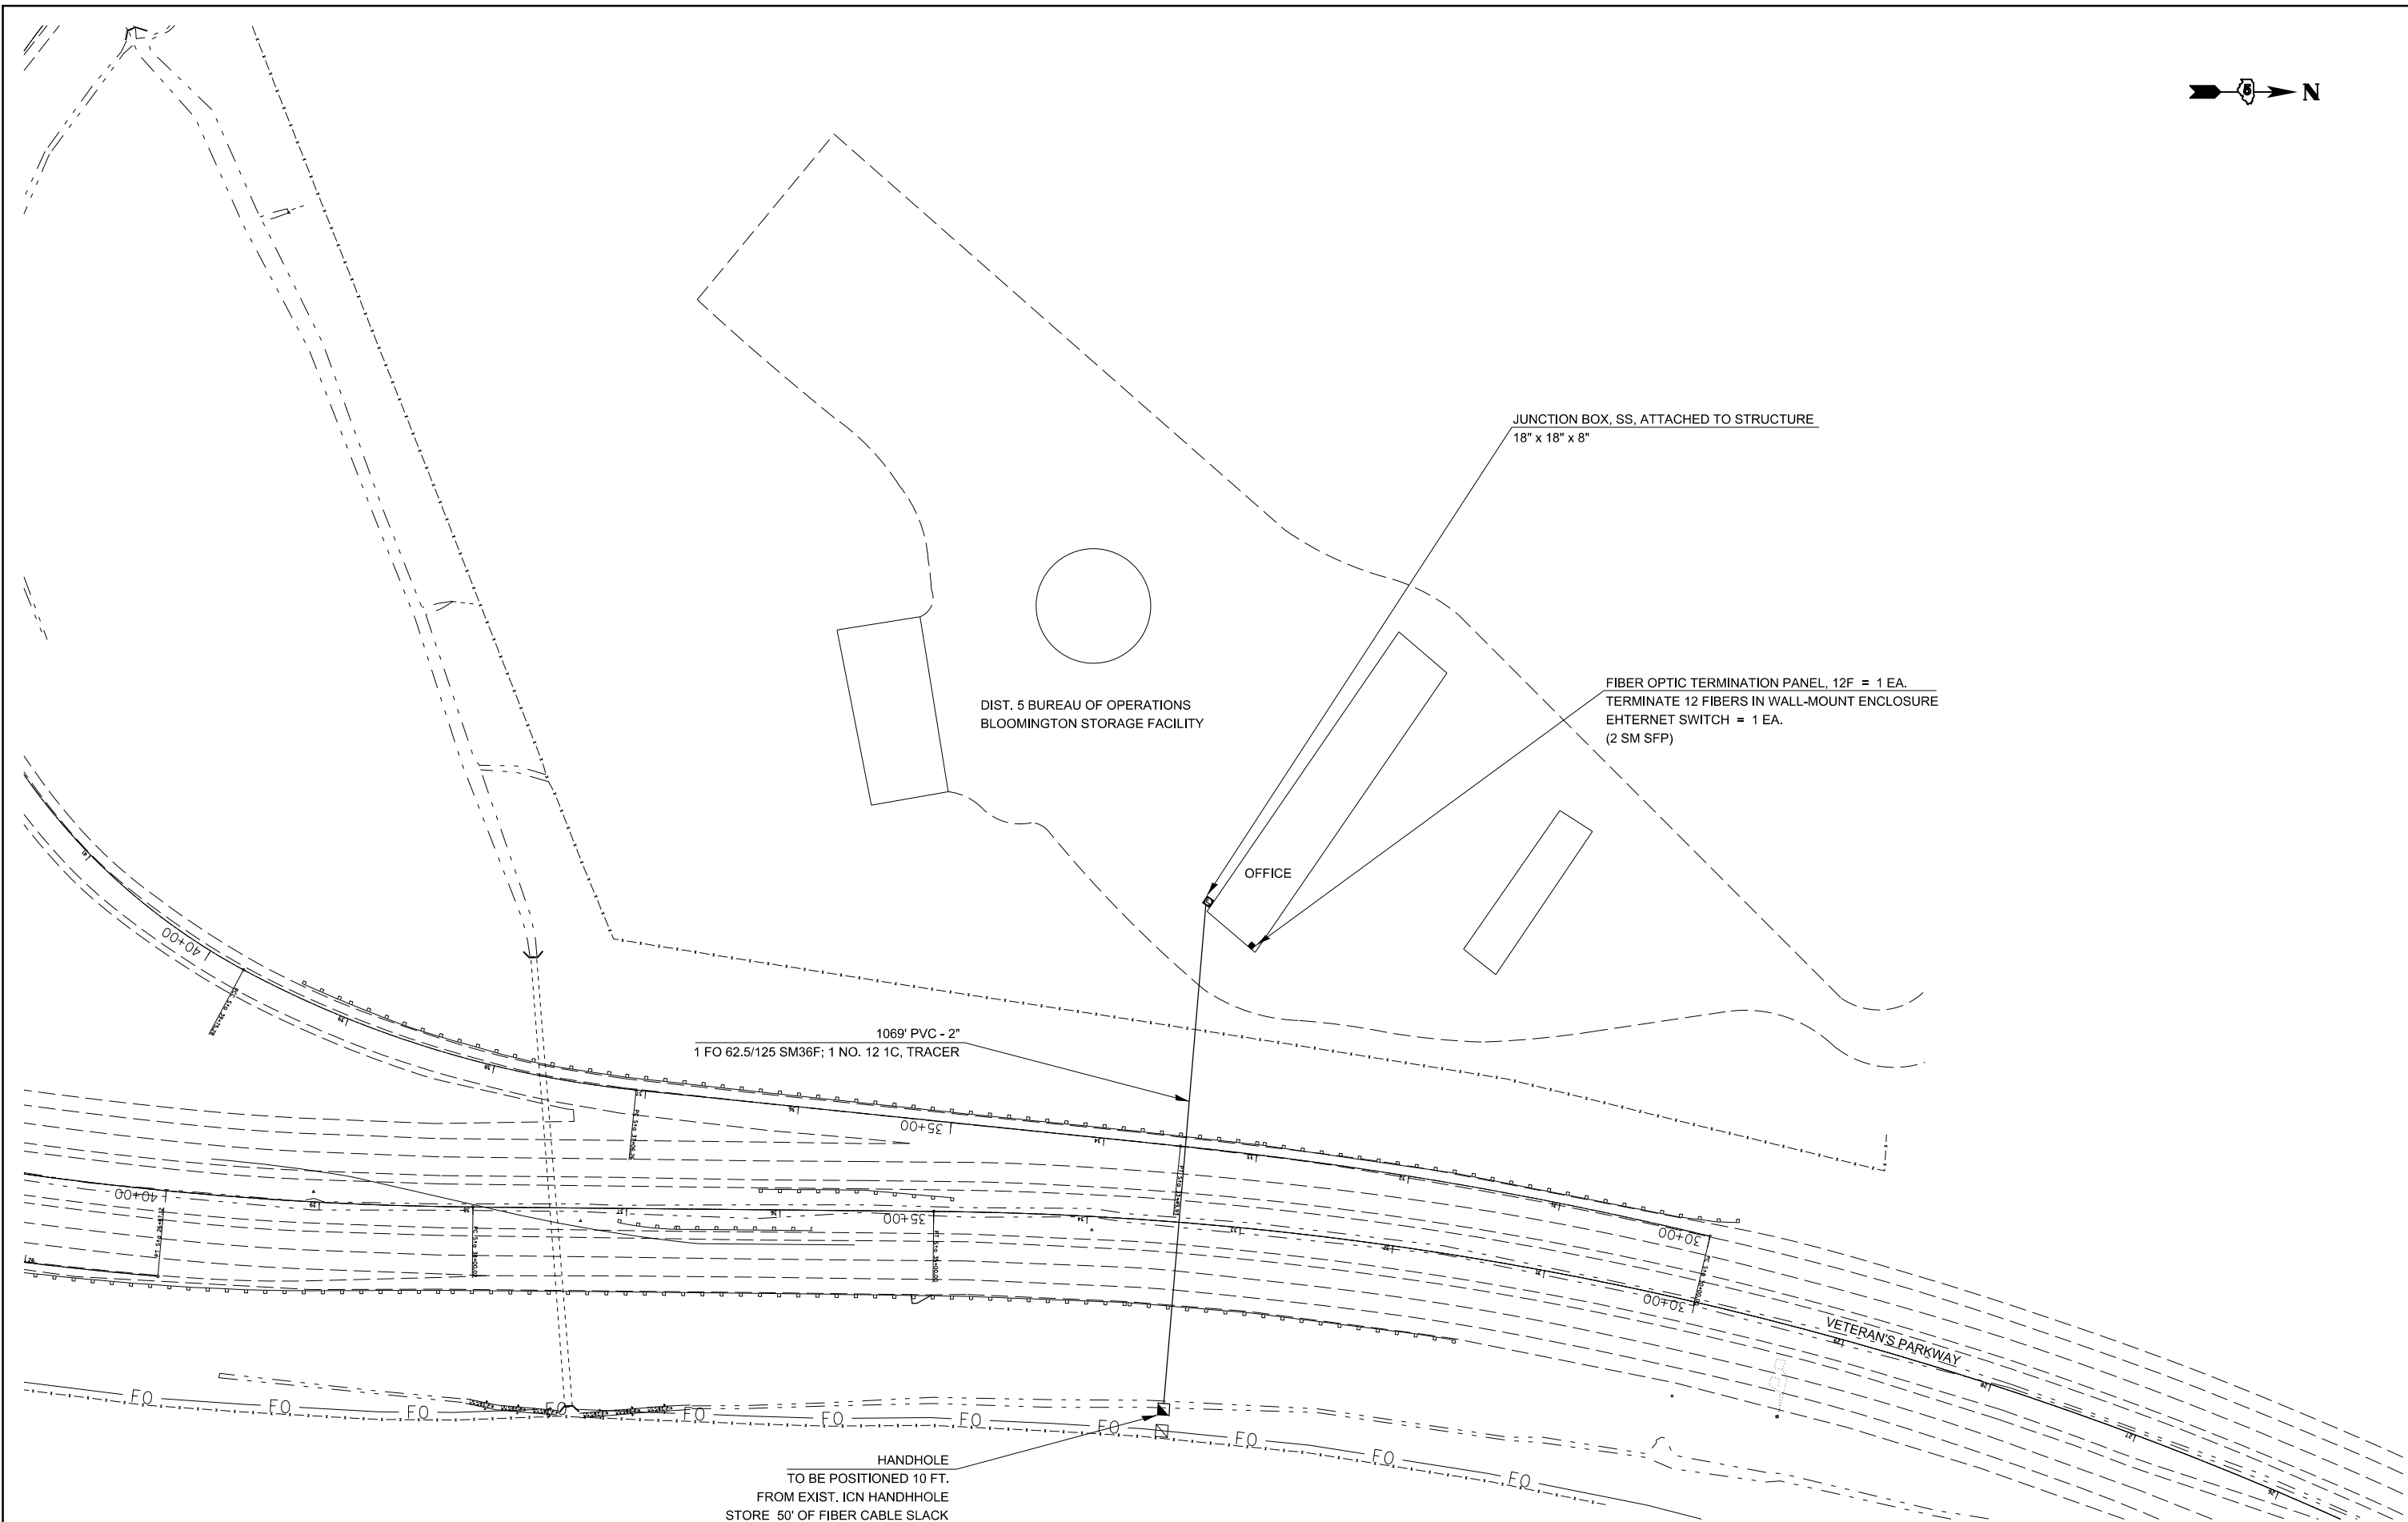 5
N
JUNCTION BOX, SS, ATTACHED TO STRUCTURE
18" x 18" x 8"
FIBER OPTIC TERMINATION PANEL, 12F = 1 EA.
TERMINATE 12 FIBERS IN WALL-MOUNT ENCLOSURE
EHTERNET SWITCH = 1 EA.
(2 SM SFP)
DIST. 5 BUREAU OF OPERATIONS
BLOOMINGTON STORAGE FACILITY
OFFICE
40+00
1069' PVC - 2"
1 FO 62.5/125 SM36F; 1 NO. 12 1C, TRACER
35+00
40+00
35+00
30+00
30+00
VETERAN'S PARKWAY
FO
FO
FO
FO
FO
FO
FO
FO
FO
FO
FO
HANDHOLE
TO BE POSITIONED 10 FT.
FROM EXIST. ICN HANDHHOLE
STORE 50' OF FIBER CABLE SLACK